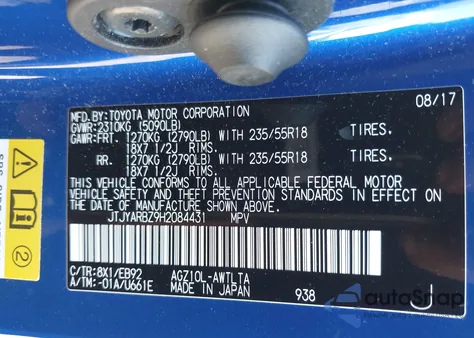 MFD. BY: TOYOTA MOTOR CORPORATION 08/17
GVWR: 2310KG (5090LB)
GAWR: FRT. 1270KG (2790LB) WITH 235/55R18 TIRES.
18X7 1/2J RIMS.
RR. 1270KG (2790LB) WITH 235/55R18 TIRES.
18X7 1/2J RIMS.
THIS VEHICLE CONFORMS TO ALL APPLICABLE FEDERAL MOTOR
VEHICLE SAFETY AND THEFT PREVENTION STANDARDS IN EFFECT ON
THE DATE OF MANUFACTURE SHOWN ABOVE.
JTJYARBZ9H2084431 MPV
C/TR: 8X1/EB92 AGZ10L-AWTLTA
A/TM: -01A/U661E MADE IN JAPAN 938 J
2
autoSnap